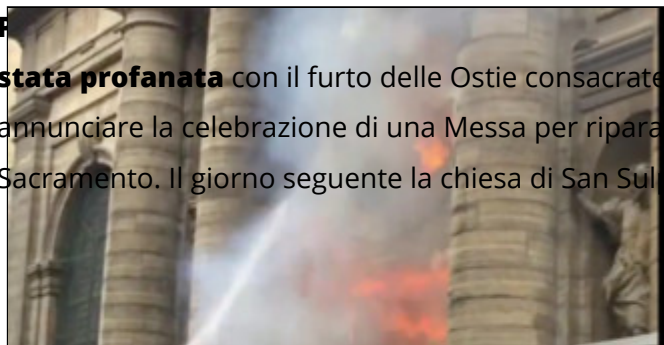 stata profanata con il furto delle Ostie consacrate
annunciare la celebrazione di una Messa per ripara
Sacramento. Il giorno seguente la chiesa di San Sul